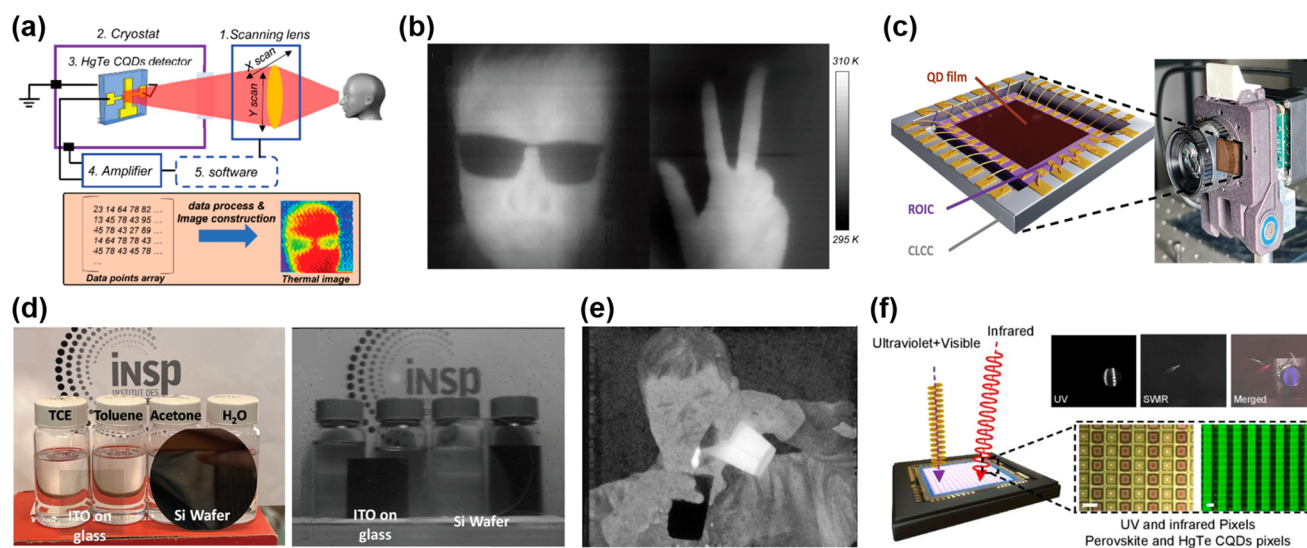 (a)
2. Cryostat
1.Scanning lens
3. HgTe CQDs detector
X scan
Y scan
4. Amplifier
5. software
23 14 64 78 82 ...
13 45 78 43 95 ...
45 78 43 27 89 ...
14 64 78 78 43 ...
45 78 43 45 78 ...
...
Data points array
data process &
Image construction
Thermal image
(b)
310 K
295 K
(c)
QD film
ROIC
CLCC
(d)
insp
INSTITUT DES
TCE
Toluene
Acetone
H2O
ITO on
glass
Si Wafer
insp
INSTITUT DES
ITO on
glass
Si Wafer
(e)
(f)
Infrared
Ultraviolet+Visible
UV
SWIR
Merged
UV and infrared Pixels
Perovskite and HgTe CQDs pixels